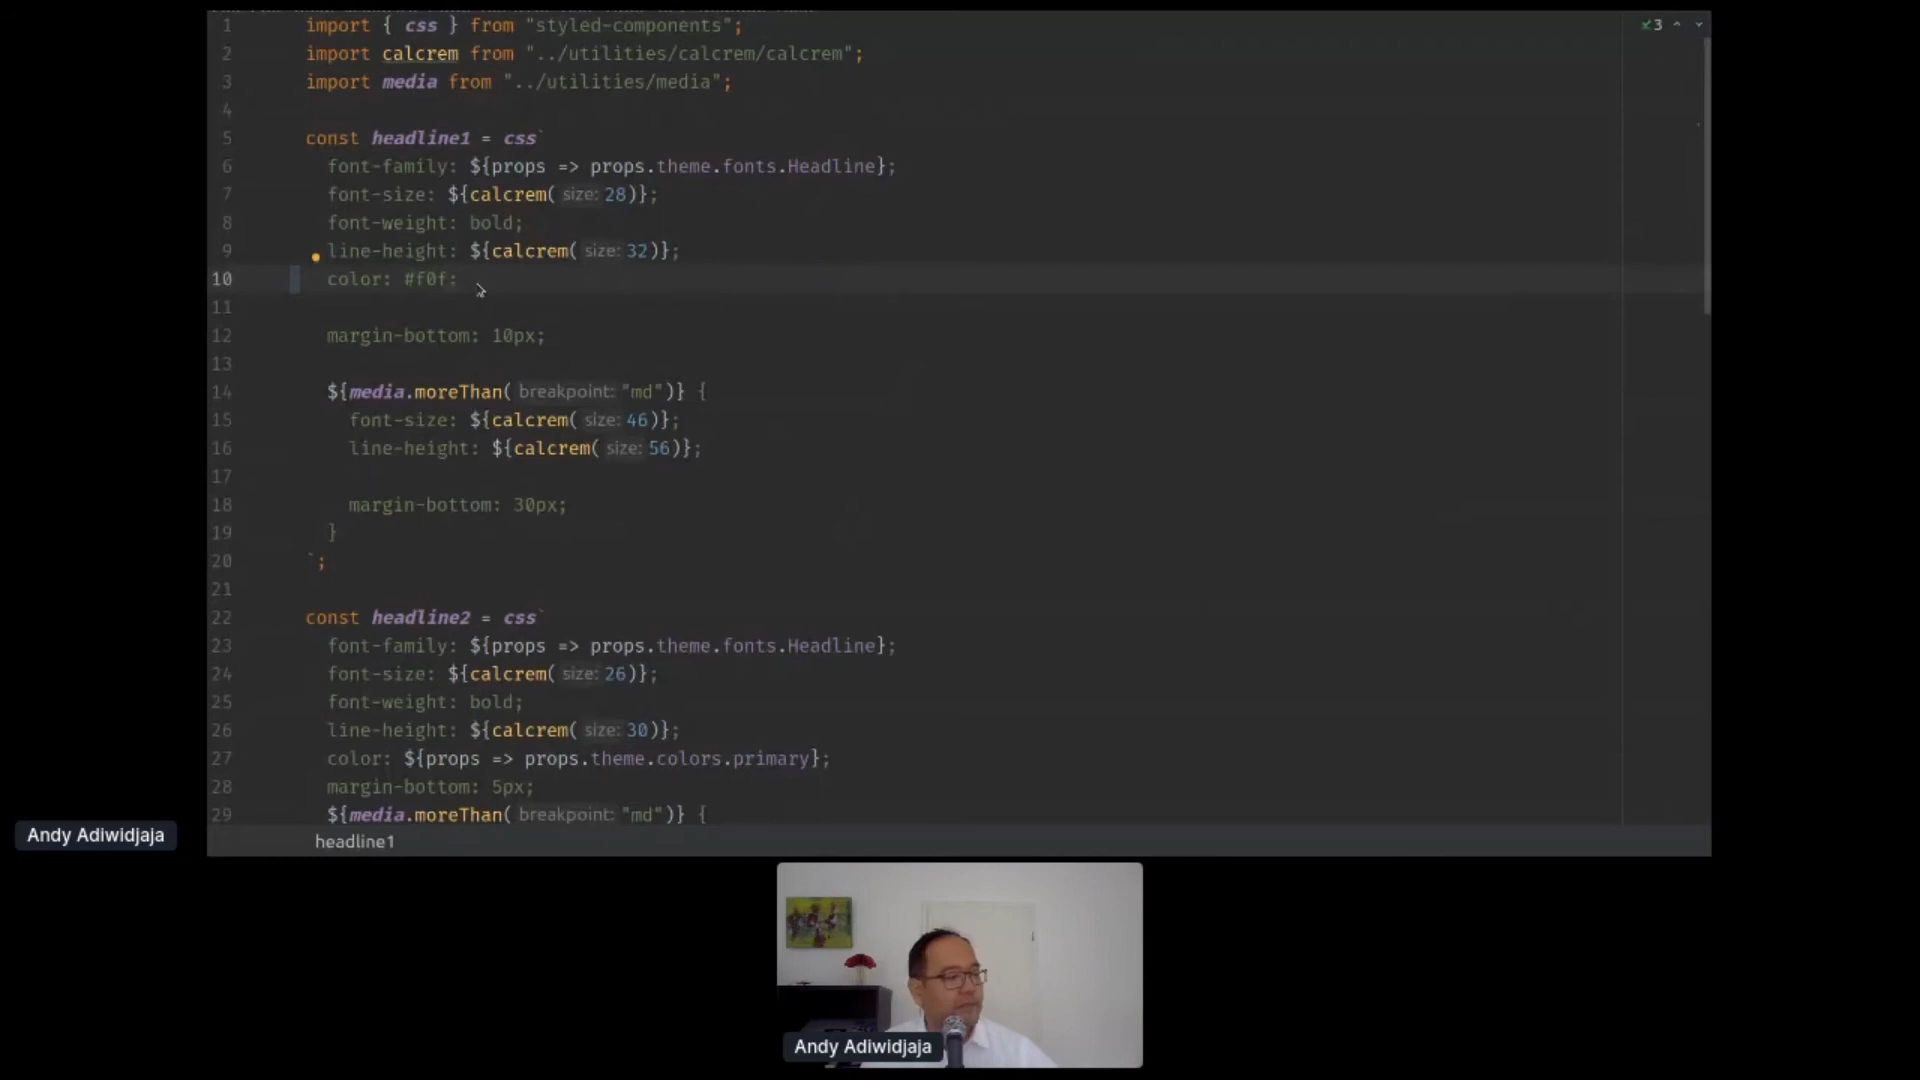 1 import { css } from "styled-components";
2 import calcrem from "../utilities/calcrem/calcrem";
3 import media from "../utilities/media";
4
5 const headline1 = css`
6 font-family: ${props => props.theme.fonts.Headline};
7 font-size: ${calcrem( size: 28)};
8 font-weight: bold;
9 line-height: ${calcrem( size: 32)};
10 color: #f0f;
11
12 margin-bottom: 10px;
13
14 ${media.moreThan( breakpoint: "md")} {
15 font-size: ${calcrem( size: 46)};
16 line-height: ${calcrem( size: 56)};
17
18 margin-bottom: 30px;
19 }
20 `;
21
22 const headline2 = css`
23 font-family: ${props => props.theme.fonts.Headline};
24 font-size: ${calcrem( size: 26)};
25 font-weight: bold;
26 line-height: ${calcrem( size: 30)};
27 color: ${props => props.theme.colors.primary};
28 margin-bottom: 5px;
29 ${media.moreThan( breakpoint: "md")} {
headline1
3
Andy Adiwidjaja
Andy Adiwidjaja